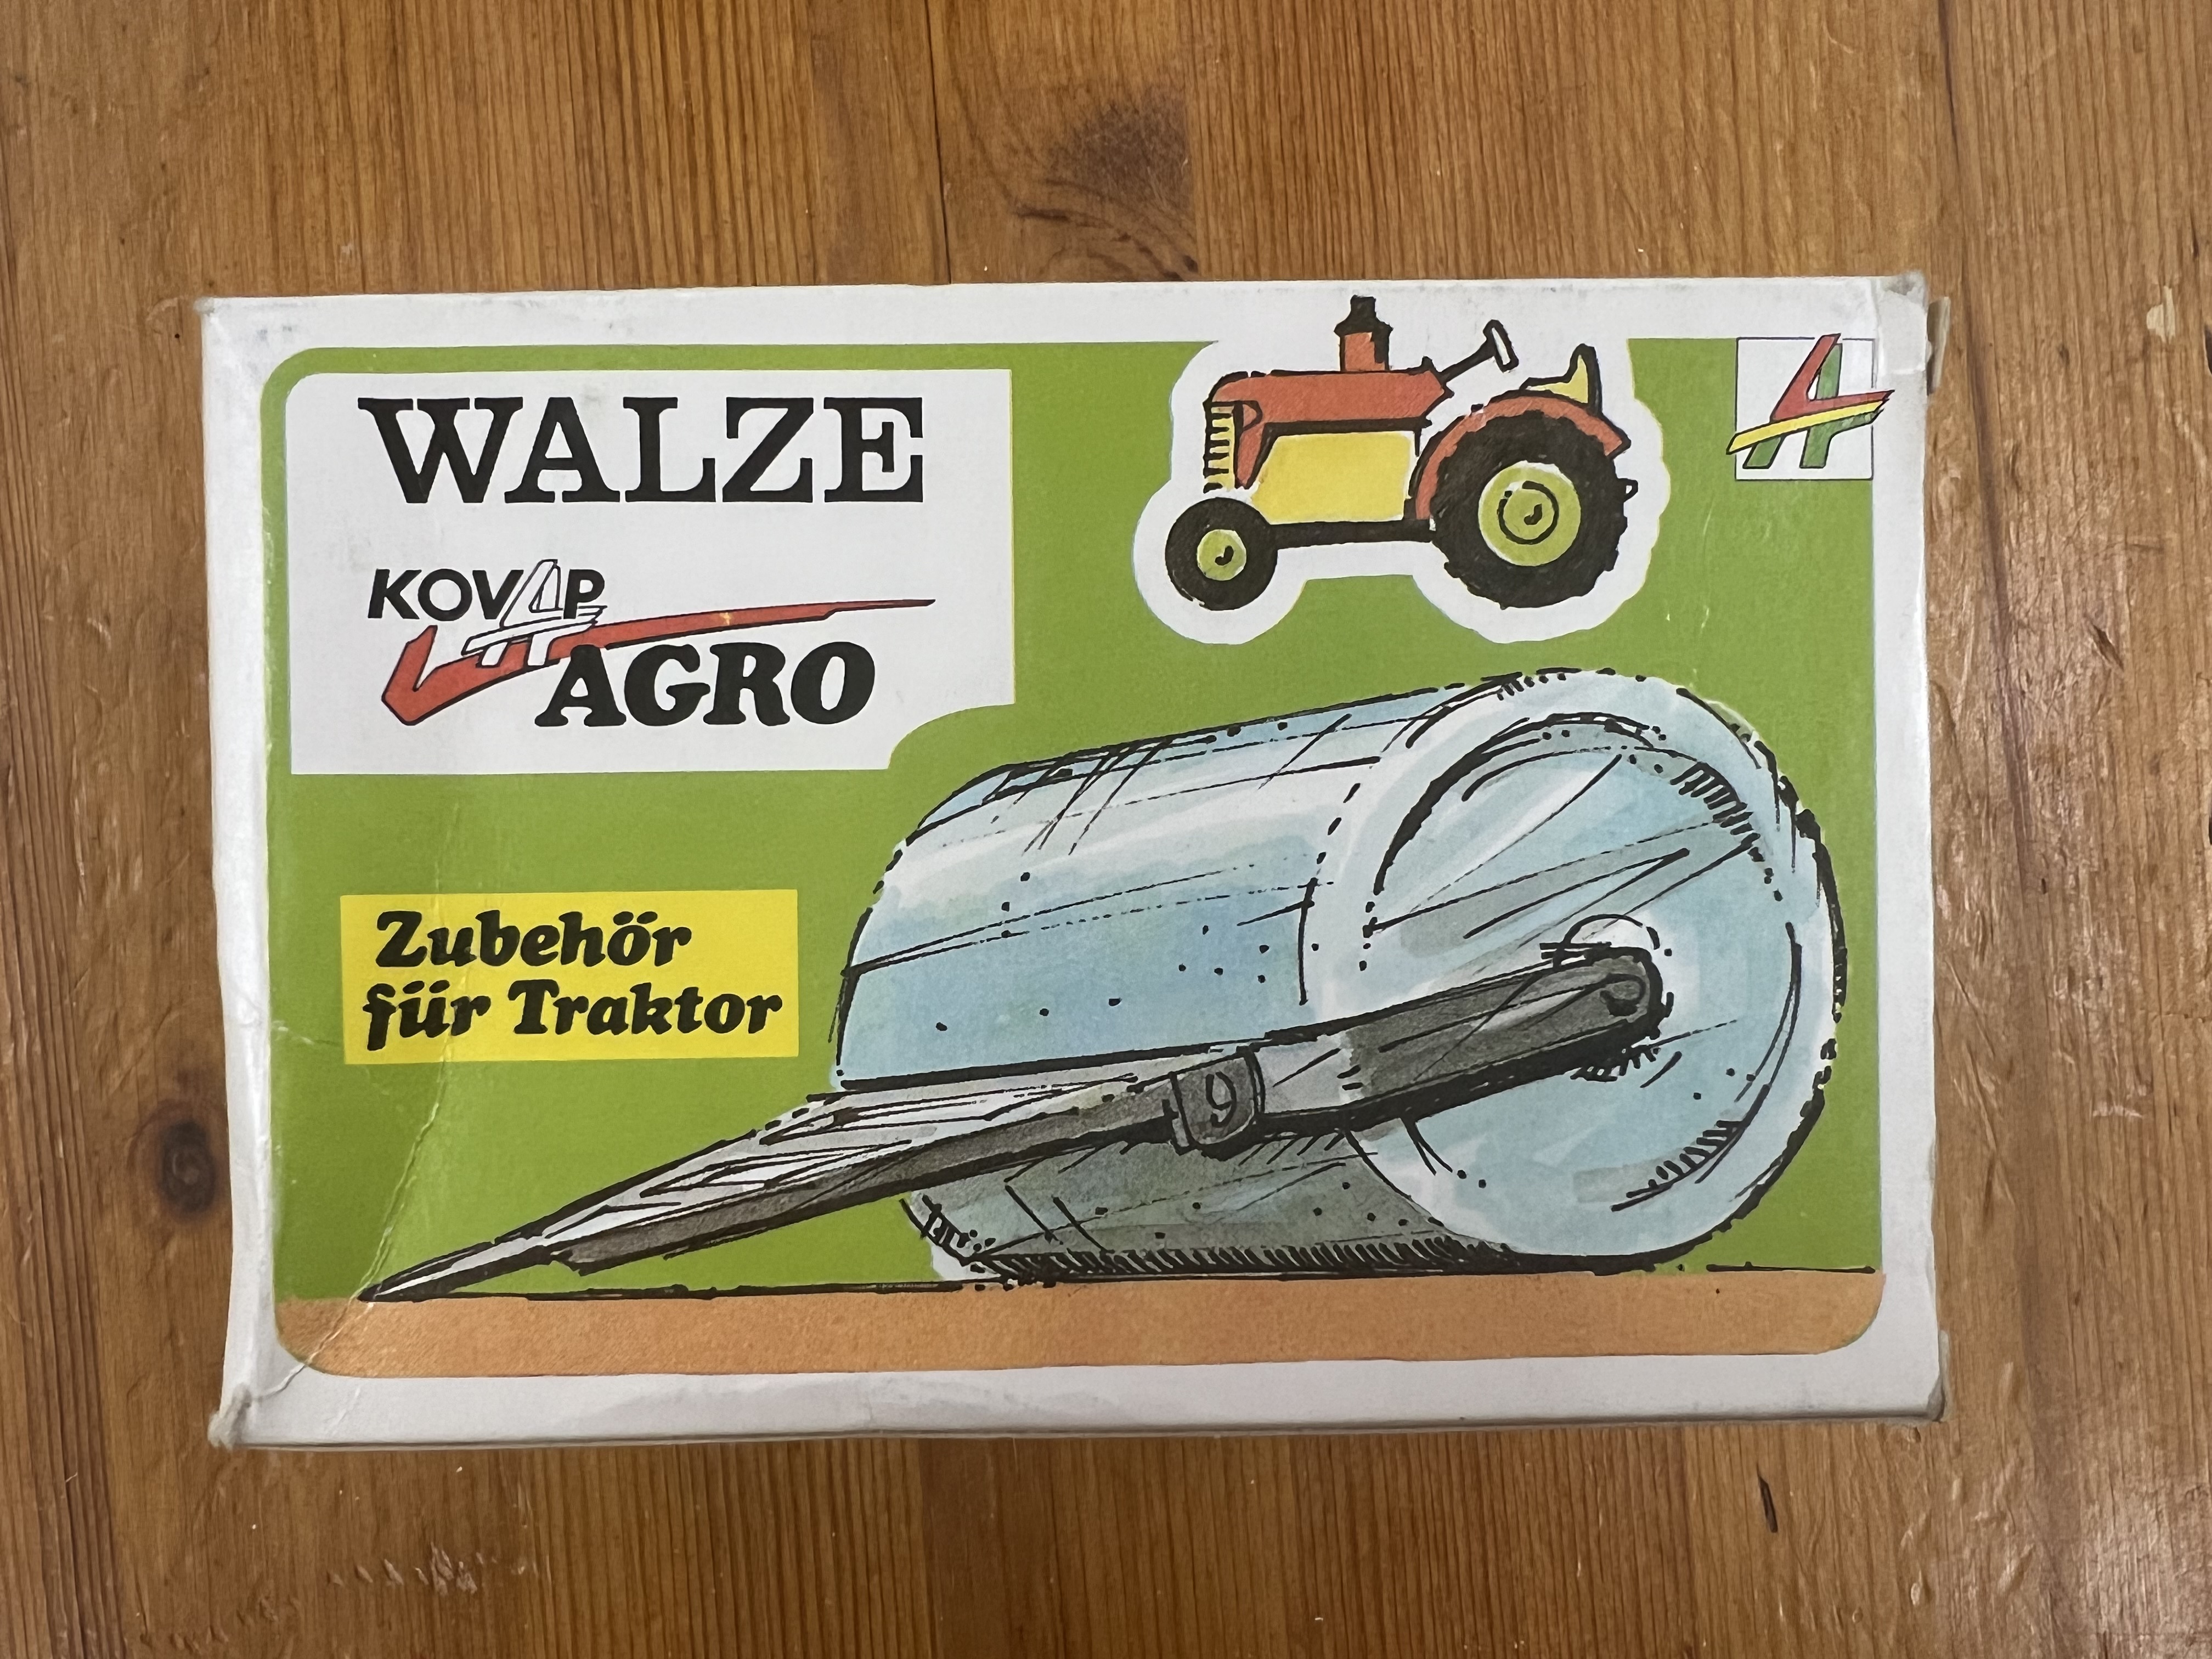 WALZE
KOVAP
AGRO
Zubehör
für Traktor
9